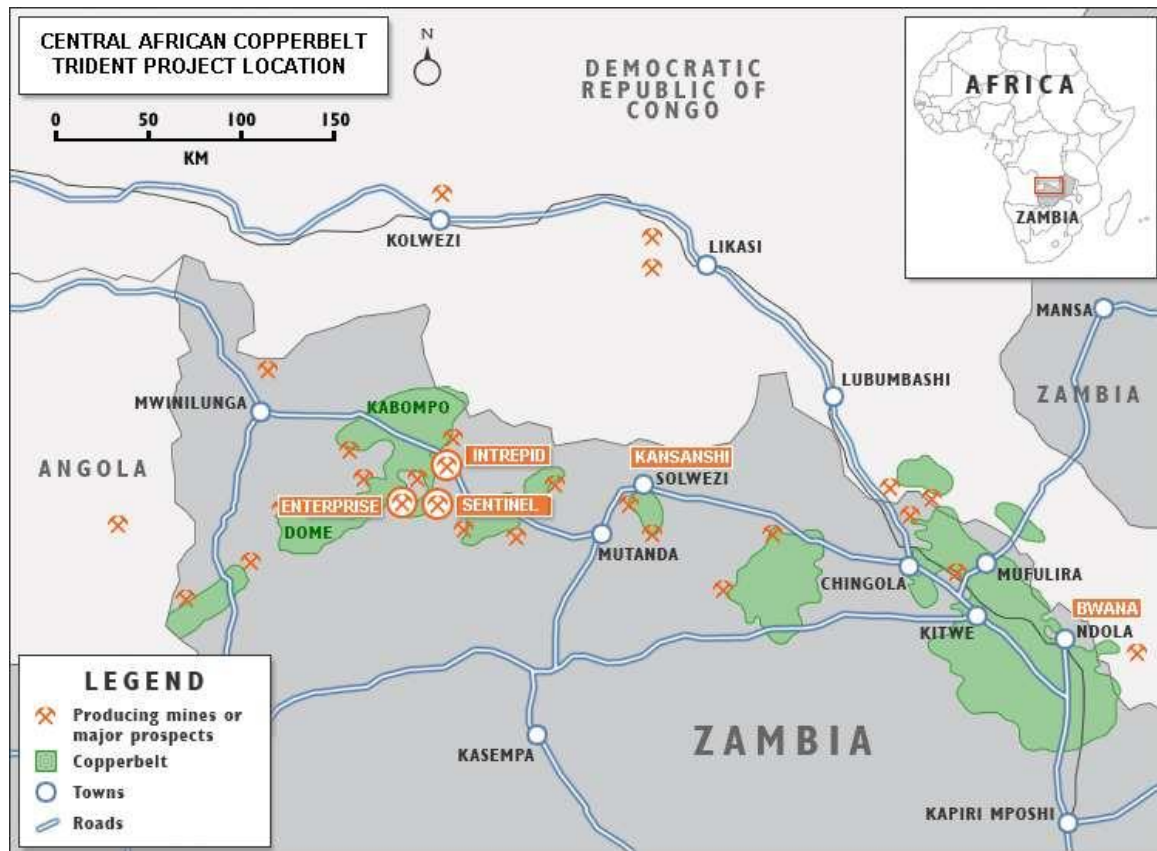 CENTRAL AFRICAN COPPERBELT
TRIDENT PROJECT LOCATION
N
0 50 100 150
KM
DEMOCRATIC
REPUBLIC OF
CONGO
AFRICA
ZAMBIA
KOLWEZI
LIKASI
MANSA
LUBUMBASHI
ZAMBIA
MWINILUNGA
KABOMPO
ANGOLA
INTREPID
KANSANSHI
SOLWEZI
ENTERPRISE
SENTINEL
DOME
MUTANDA
CHINGOLA
MUFULIRA
BWANA
KITWE
NDOLA
LEGEND
Producing mines or
major prospects
Copperbelt
Towns
Roads
ZAMBIA
KASEMPA
KAPIRI MPOSHI